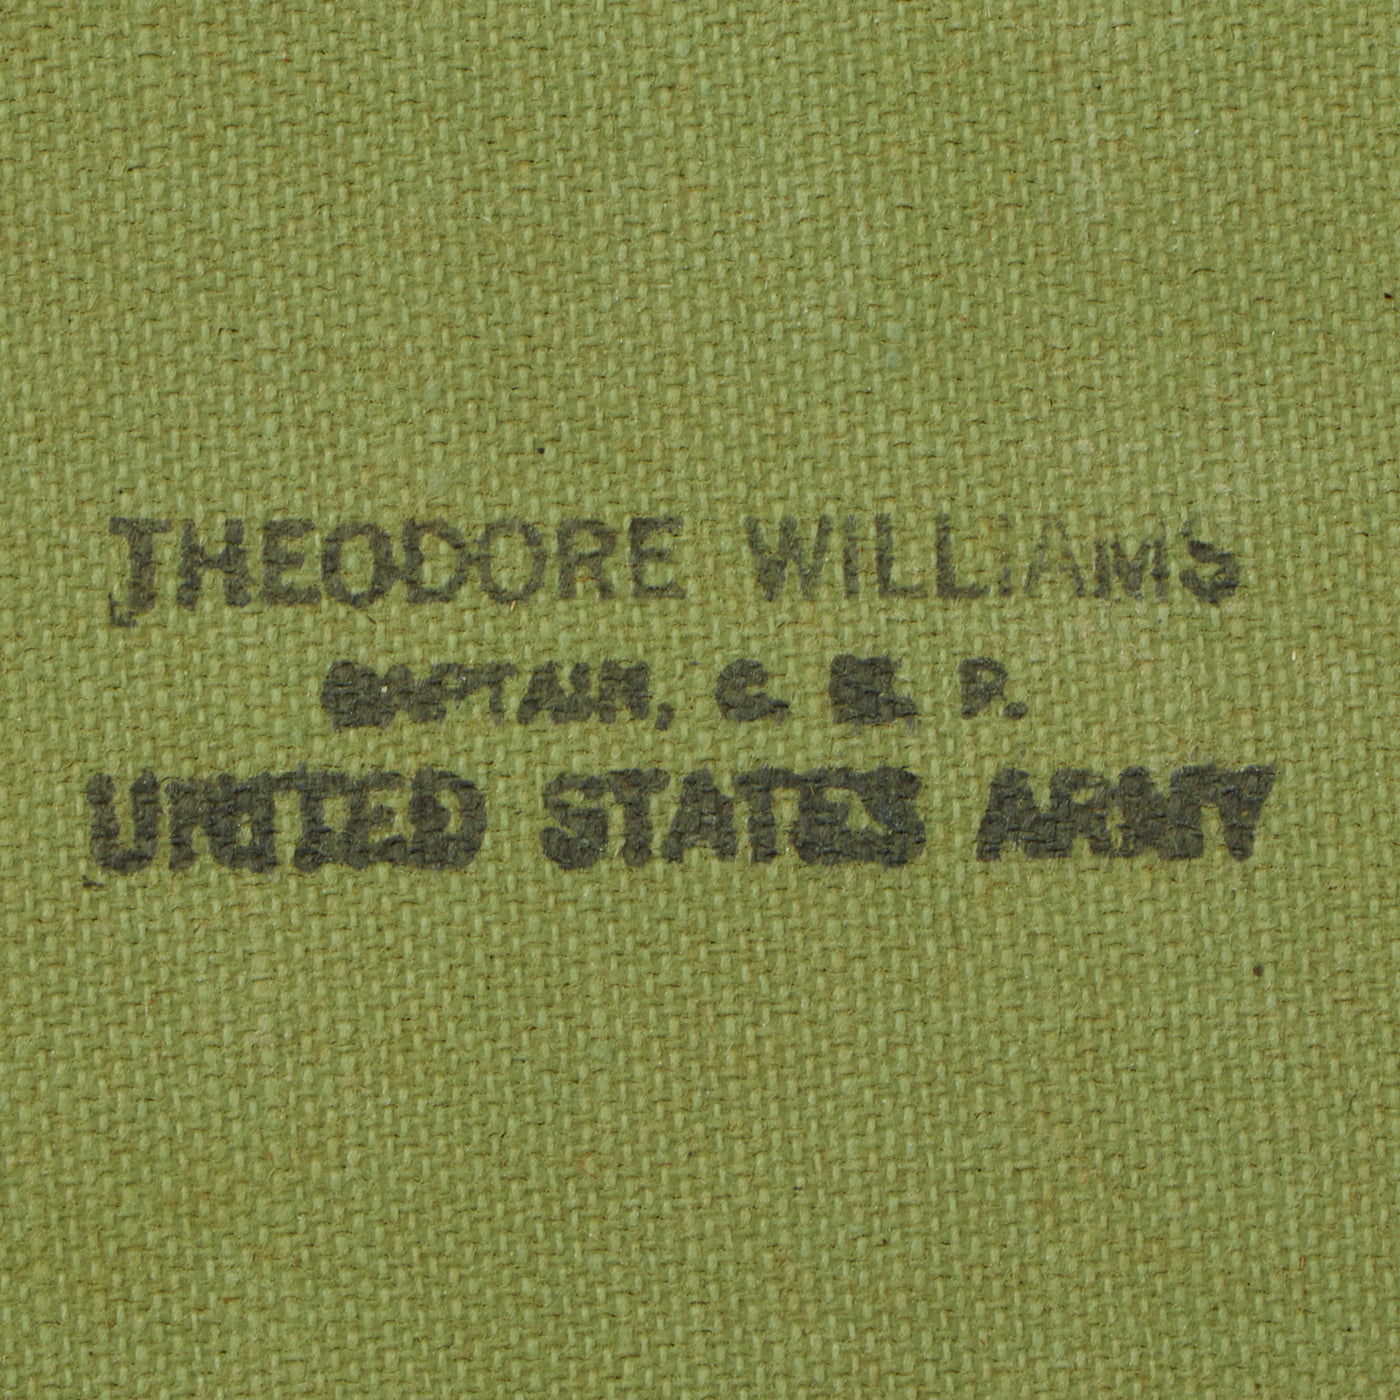 THEODORE WILLIAMS
CAPTAIN, C. M. P.
UNITED STATES ARMY